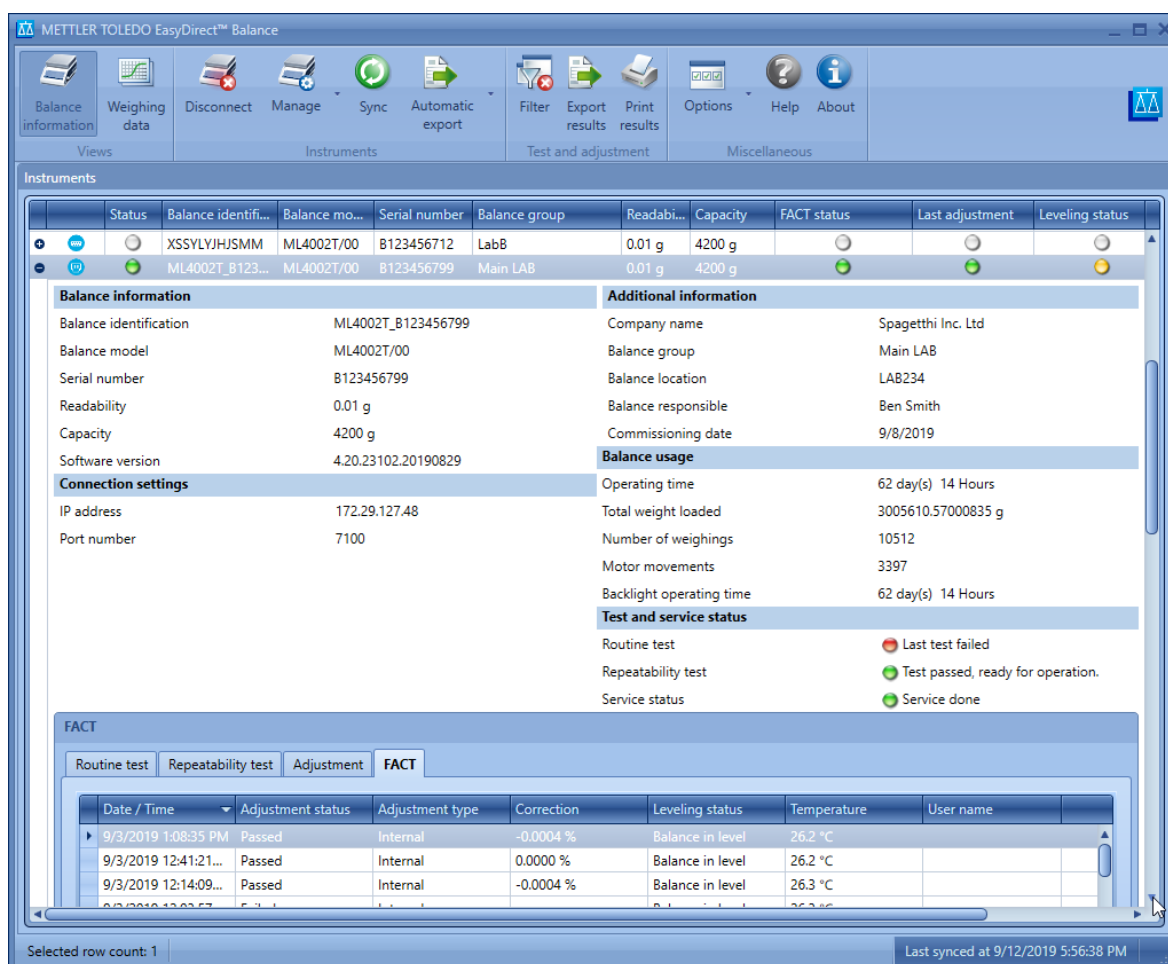 METTLER TOLEDO EasyDirect™ Balance
Balance information
Weighing data
Disconnect
Manage
Sync
Automatic export
Filter
Export results
Print results
Options
Help
About
Views
Instruments
Test and adjustment
Miscellaneous
Instruments
Status Balance identifi... Balance mo... Serial number Balance group Readabi... Capacity FACT status Last adjustment Leveling status
XSSYLYJHJSMM ML4002T/00 B123456712 LabB 0.01 g 4200 g
ML4002T_B123... ML4002T/00 B123456799 Main LAB 0.01 g 4200 g
Balance information
Balance identification ML4002T_B123456799
Balance model ML4002T/00
Serial number B123456799
Readability 0.01 g
Capacity 4200 g
Software version 4.20.23102.20190829
Connection settings
IP address 172.29.127.48
Port number 7100
Additional information
Company name Spagetthi Inc. Ltd
Balance group Main LAB
Balance location LAB234
Balance responsible Ben Smith
Commissioning date 9/8/2019
Balance usage
Operating time 62 day(s) 14 Hours
Total weight loaded 3005610.57000835 g
Number of weighings 10512
Motor movements 3397
Backlight operating time 62 day(s) 14 Hours
Test and service status
Routine test Last test failed
Repeatability test Test passed, ready for operation.
Service status Service done
FACT
Routine test Repeatability test Adjustment FACT
Date / Time Adjustment status Adjustment type Correction Leveling status Temperature User name
9/3/2019 1:08:35 PM Passed Internal -0.0004 % Balance in level 26.2 °C
9/3/2019 12:41:21... Passed Internal 0.0000 % Balance in level 26.2 °C
9/3/2019 12:14:09... Passed Internal -0.0004 % Balance in level 26.3 °C
Selected row count: 1
Last synced at 9/12/2019 5:56:38 PM